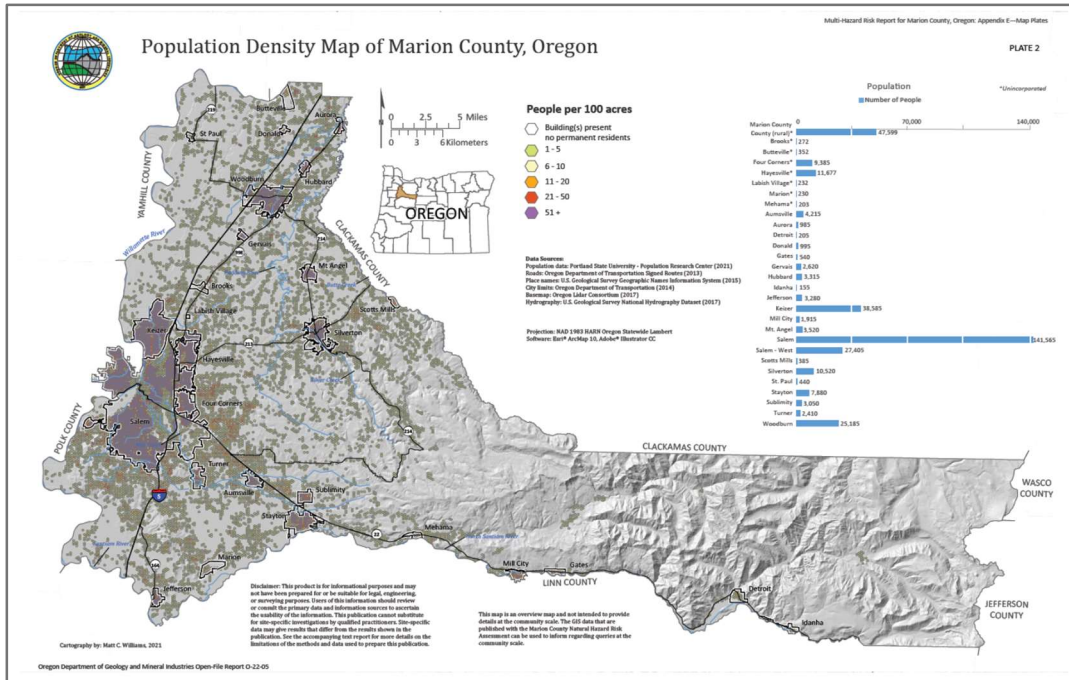 Multi-Hazard Risk Report for Marion County, Oregon: Appendix E—Map Plates
Population Density Map of Marion County, Oregon
PLATE 2
5 Miles
0 3 6 Kilometers
OREGON
People per 100 acres
Building(s) present
no permanent residents
1 - 5
6 - 10
11 - 20
21 - 50
51 +
Data Sources:
Population data: Portland State University - Population Research Center (2021)
Roads: Oregon Department of Transportation Signed Routes (2013)
Place names: U.S. Geological Survey Geographic Names Information System (2015)
City limits: Oregon Department of Transportation (2014)
Basemap: Oregon Lidar Consortium (2017)
Hydrography: U.S. Geological Survey National Hydrography Dataset (2017)
Projection: NAD 1983 HARN Oregon Statewide Lambert
Software: Esri® ArcMap 10, Adobe® Illustrator CC
Population
*Unincorporated
Number of People
0 70,000 140,000
Marion County
County (rural)* 47,599
Brooks* 272
Butteville* 352
Four Corners* 9,385
Hayesville* 11,677
Labish Village* 232
Marion* 230
Mehama* 203
Aumsville 4,215
Aurora 985
Detroit 205
Donald 995
Gates 540
Gervais 2,620
Hubbard 3,315
Idanha 155
Jefferson 3,280
Keiser 38,585
Mill City 1,915
Mt. Angel 3,520
Salem 141,565
Salem - West 27,405
Scotts Mills 385
Silverton 10,520
St. Paul 440
Stayton 7,880
Sublimity 3,050
Turner 2,410
Woodburn 25,185
Butteville
Aurora
St Paul
219
Donald
YAMHILL COUNTY
Woodburn
Hubbard
CLACKAMAS COUNTY
Willamette River
Gervais
214
Mt Angel
Brooks
Labish Village
Scotts Mills
Keizer
Silverton
213
Hayesville
Four Corners
POLK COUNTY
Salem
214
CLACKAMAS COUNTY
Turner
5
Aumsville
Sublimity
Stayton
WASCO
COUNTY
Mehama
22
Marion
Mill City
Gates
LINN COUNTY
164
Jefferson
Detroit
Idanha
JEFFERSON
COUNTY
Disclaimer: This product is for informational purposes and may
not have been prepared for or be suitable for legal, engineering,
or surveying purposes. Users of this information should review
or consult the primary data and information sources to ascertain
the usability of the information. This publication cannot substitute
for site-specific investigations by qualified practitioners. Site-specific
data may give results that differ from the results shown in the
publication. See the accompanying text report for more details on the
limitations of the methods and data used to prepare this publication.
This map is an overview map and not intended to provide
details at the community scale. The GIS data that are
published with the Marion County Natural Hazard Risk
Assessment can be used to inform regarding queries at the
community scale.
Cartography by: Matt C. Williams, 2021
Oregon Department of Geology and Mineral Industries Open-File Report O-22-05